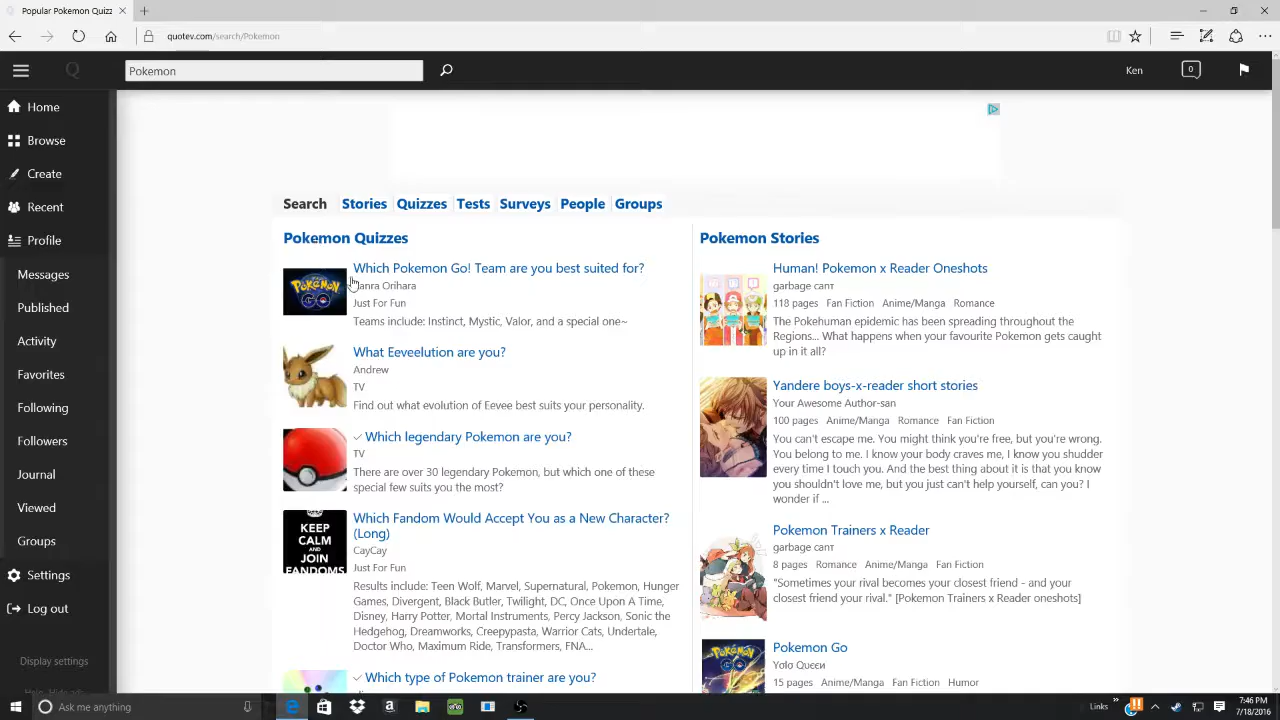 Popular Pokemon Quizz
quotev.com/search/Pokemon
Q
Pokemon
Ken
0
Home
Browse
Create
Recent
Profile
Messages
Published
Activity
Favorites
Following
Followers
Journal
Viewed
Groups
Settings
Log out
Display settings
Search Stories Quizzes Tests Surveys People Groups
Pokemon Quizzes
Which Pokemon Go! Team are you best suited for?
Orihara
Just For Fun
Teams include: Instinct, Mystic, Valor, and a special one~
What Eeveelution are you?
Andrew
TV
Find out what evolution of Eevee best suits your personality.
Which legendary Pokemon are you?
TV
There are over 30 legendary Pokemon, but which one of these
special few suits you the most?
KEEP
CALM
AND
JOIN
FANDOMS
Which Fandom Would Accept You as a New Character?
(Long)
CayCay
Just For Fun
Results include: Teen Wolf, Marvel, Supernatural, Pokemon, Hunger
Games, Divergent, Black Butler, Twilight, DC, Once Upon A Time,
Disney, Harry Potter, Mortal Instruments, Percy Jackson, Sonic the
Hedgehog, Dreamworks, Creepypasta, Warrior Cats, Undertale,
Doctor Who, Maximum Ride, Transformers, FNA...
Which type of Pokemon trainer are you?
Pokemon Stories
Human! Pokemon x Reader Oneshots
garbage canт
118 pages Fan Fiction Anime/Manga Romance
The Pokehuman epidemic has been spreading throughout the
Regions... What happens when your favourite Pokemon gets caught
up in it all?
Yandere boys-x-reader short stories
Your Awesome Author-san
100 pages Anime/Manga Romance Fan Fiction
You can't escape me. You might think you're free, but you're wrong.
You belong to me. I know your body craves me, I know you shudder
every time I touch you. And the best thing about it is that you know
you shouldn't love me, but you just can't help yourself, can you? I
wonder if ...
Pokemon Trainers x Reader
garbage canт
8 pages Romance Anime/Manga Fan Fiction
"Sometimes your rival becomes your closest friend - and your
closest friend your rival." [Pokemon Trainers x Reader oneshots]
POKÉMON
GO
Pokemon Go
15 pages Anime/Manga Fan Fiction Humor
Ask me anything
Links
7:46 PM
7/18/2016